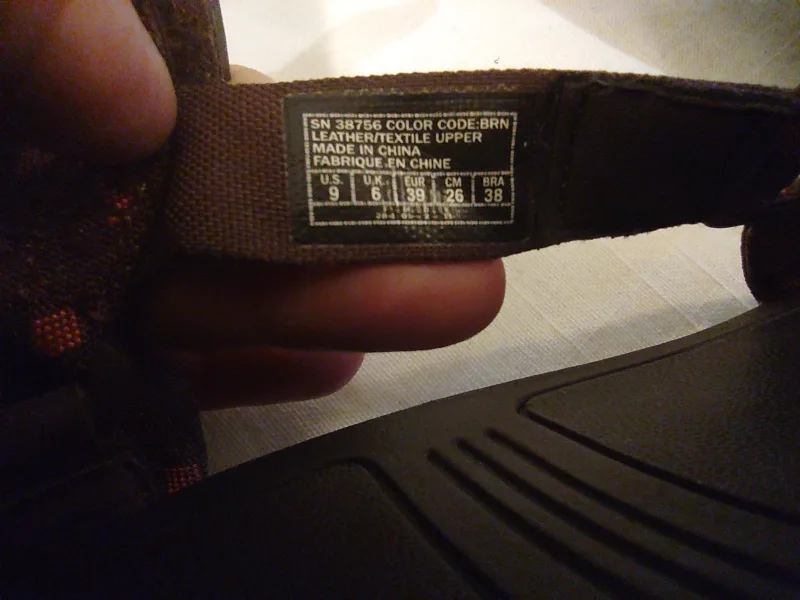 SN 38756 COLOR CODE:BRN
LEATHER/TEXTILE UPPER
MADE IN CHINA
FABRIQUE EN CHINE
U.S. U.K. EUR CM BRA
9 6 39 26 38